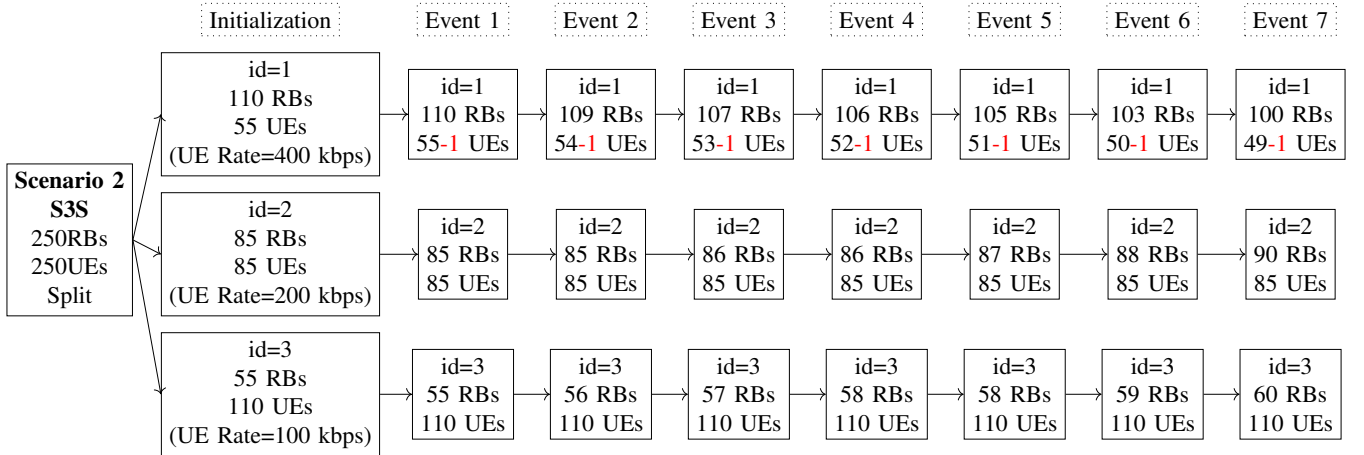 Initialization
Event 1
Event 2
Event 3
Event 4
Event 5
Event 6
Event 7
Scenario 2
S3S
250RBs
250UEs
Split
id=1
110 RBs
55 UEs
(UE Rate=400 kbps)
id=1
110 RBs
55-1 UEs
id=1
109 RBs
54-1 UEs
id=1
107 RBs
53-1 UEs
id=1
106 RBs
52-1 UEs
id=1
105 RBs
51-1 UEs
id=1
103 RBs
50-1 UEs
id=1
100 RBs
49-1 UEs
id=2
85 RBs
85 UEs
(UE Rate=200 kbps)
id=2
85 RBs
85 UEs
id=2
85 RBs
85 UEs
id=2
86 RBs
85 UEs
id=2
86 RBs
85 UEs
id=2
87 RBs
85 UEs
id=2
88 RBs
85 UEs
id=2
90 RBs
85 UEs
id=3
55 RBs
110 UEs
(UE Rate=100 kbps)
id=3
55 RBs
110 UEs
id=3
56 RBs
110 UEs
id=3
57 RBs
110 UEs
id=3
58 RBs
110 UEs
id=3
58 RBs
110 UEs
id=3
59 RBs
110 UEs
id=3
60 RBs
110 UEs